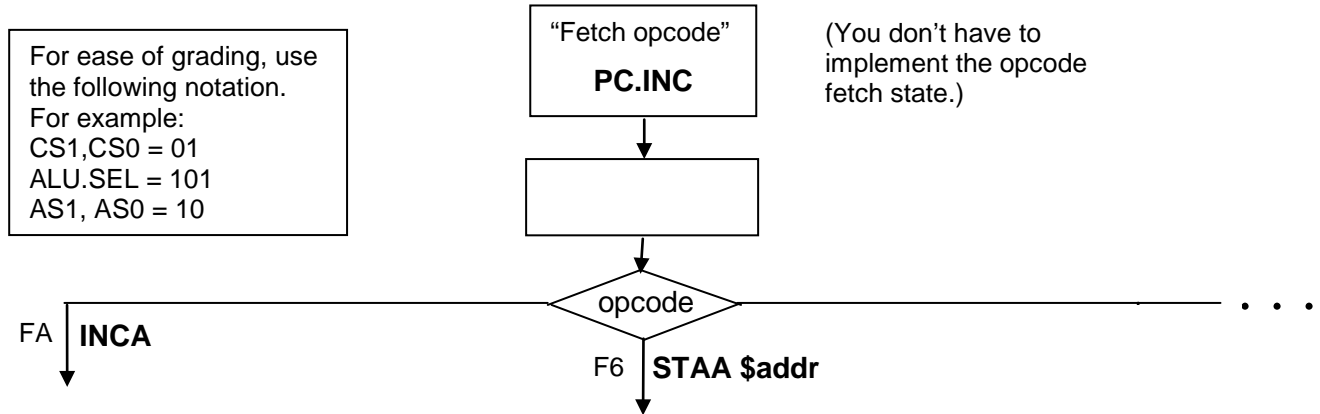 For ease of grading, use
the following notation.
For example:
CS1,CS0 = 01
ALU.SEL = 101
AS1, AS0 = 10
“Fetch opcode”
PC.INC
(You don’t have to
implement the opcode
fetch state.)
opcode
FA INCA
F6 STAA $addr
. . .